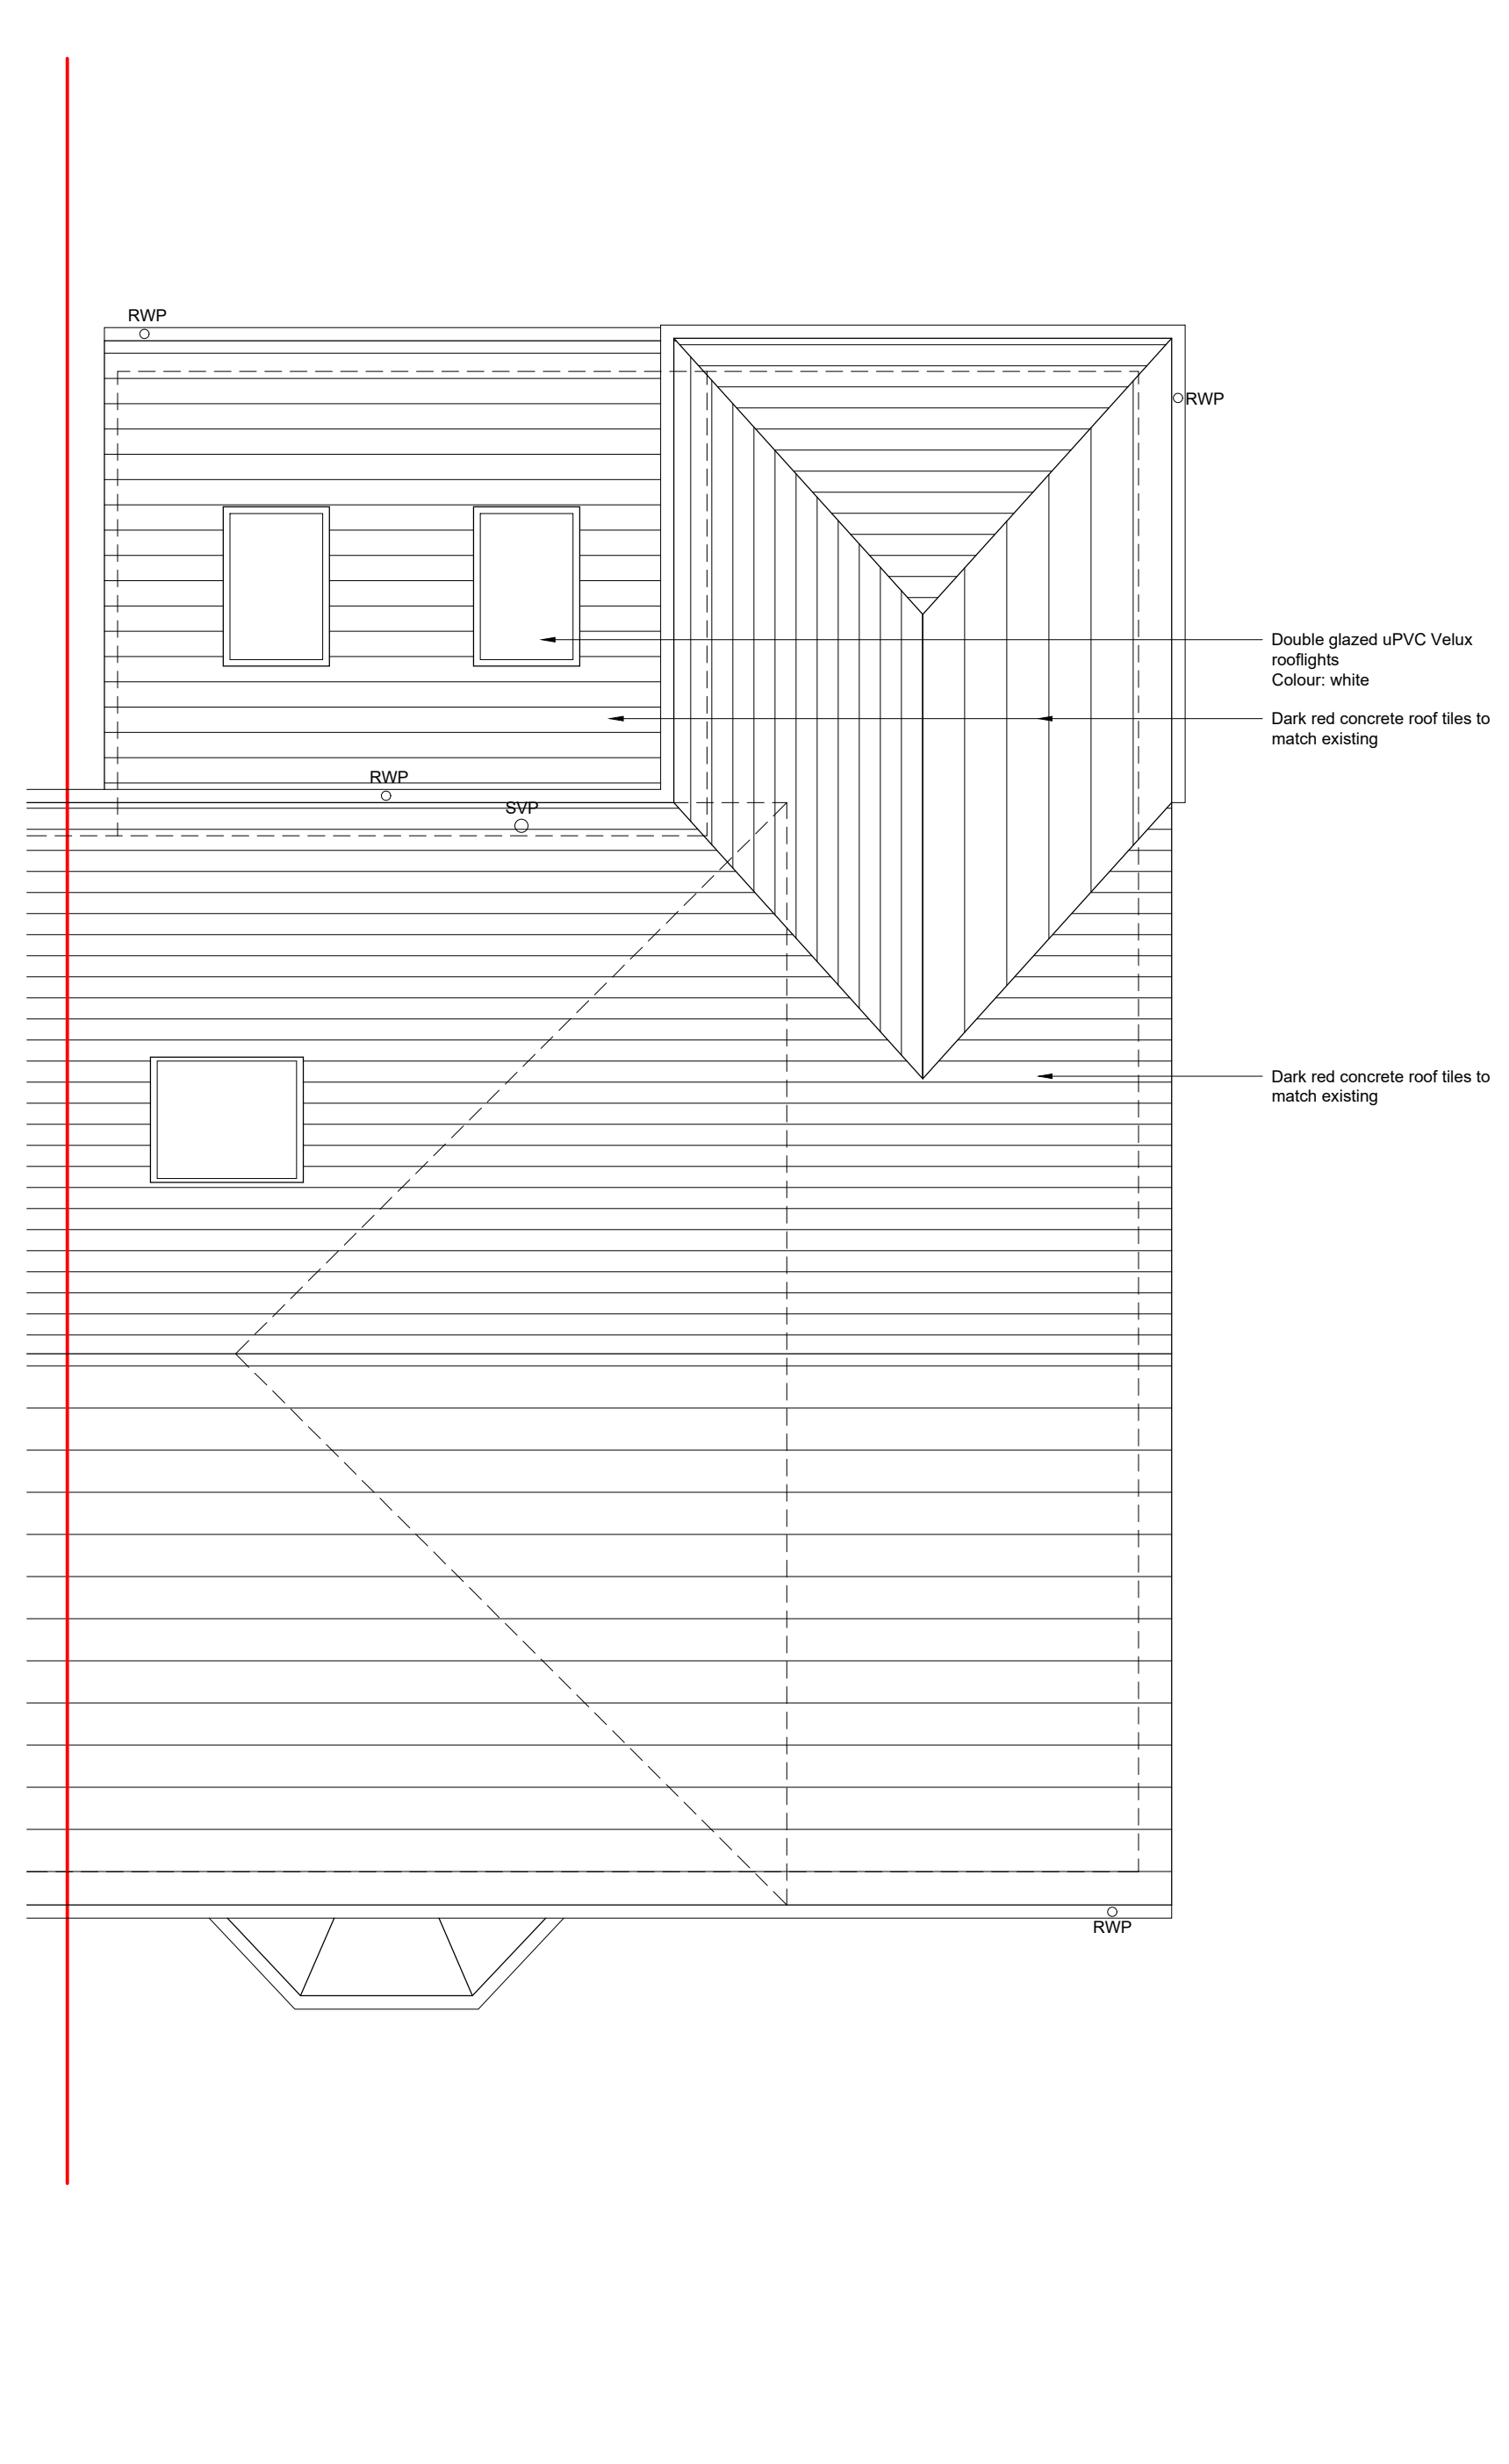 RWP
RWP
Double glazed uPVC Velux
rooflights
Colour: white
Dark red concrete roof tiles to
match existing
RWP
SVP
Dark red concrete roof tiles to
match existing
RWP